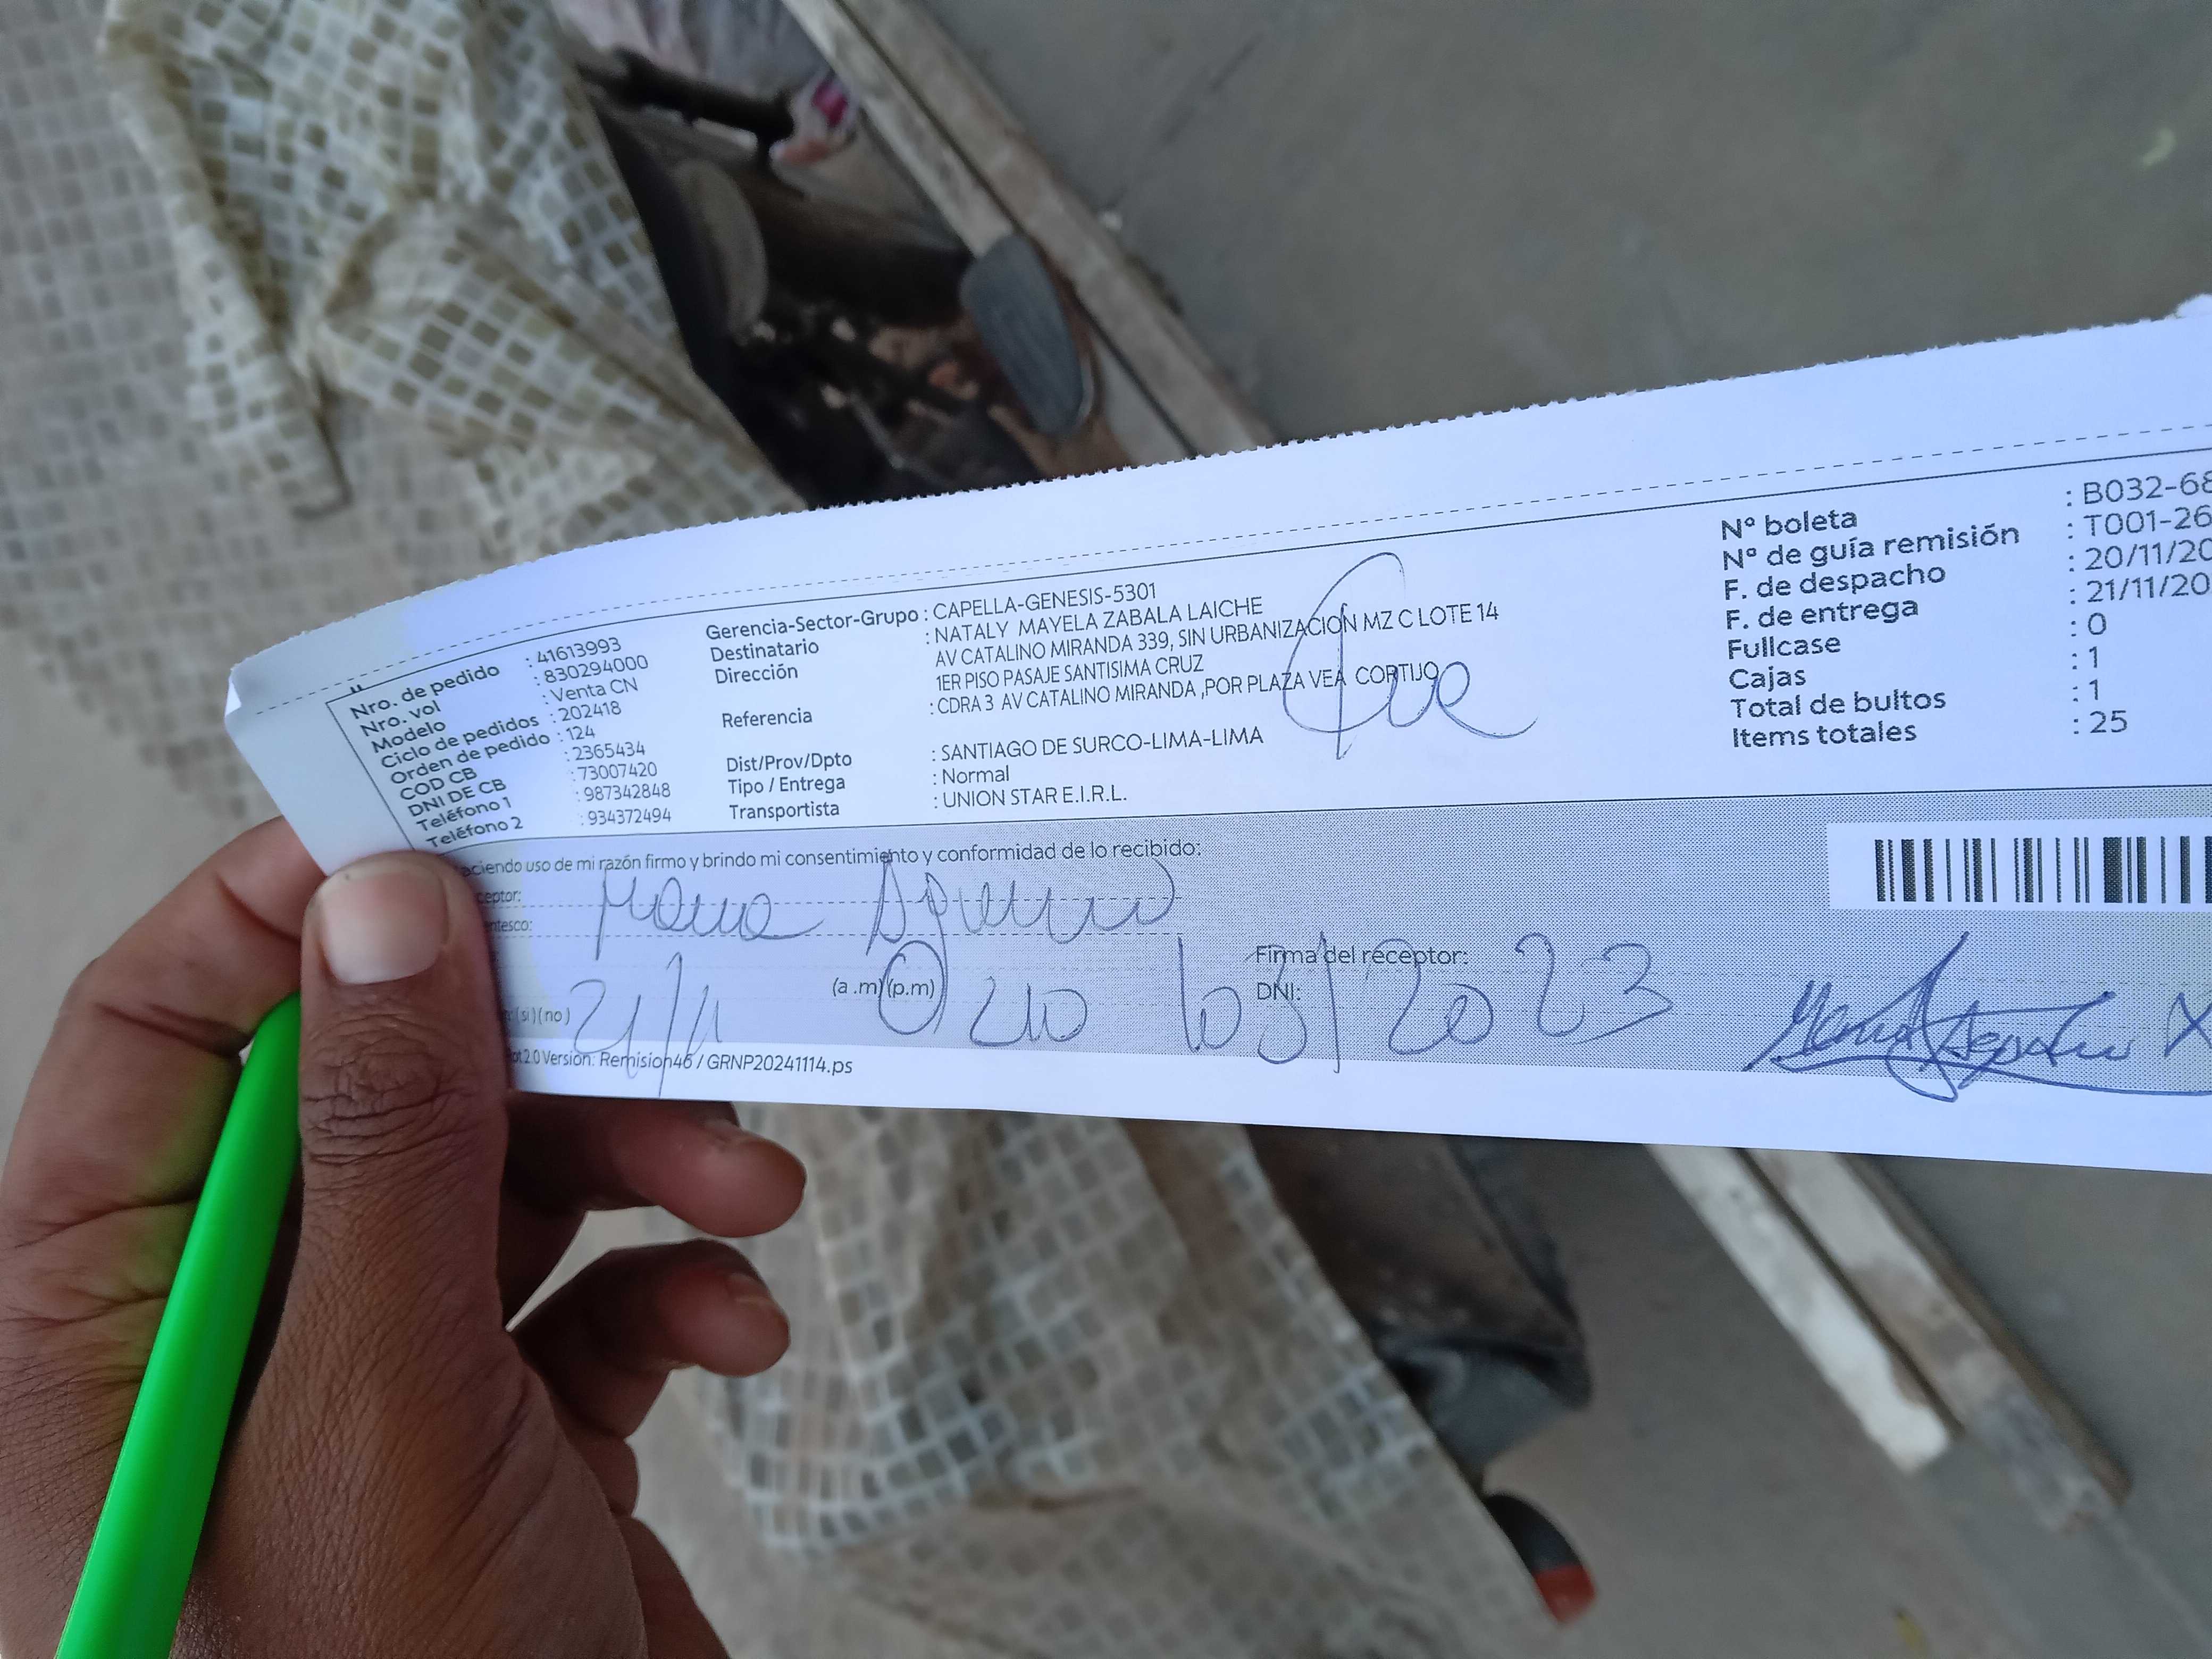 Nro. de pedido : 41613993
Nro. vol : 830294000
Modelo : Venta CN
Ciclo de pedidos : 202418
Orden de pedido : 124
COD CB : 2365434
DNI DE CB : 73007420
Teléfono 1 : 987342848
Teléfono 2 : 934372494
Gerencia-Sector-Grupo : CAPELLA-GENESIS-5301
Destinatario : NATALY MAYELA ZABALA LAICHE
Dirección AV CATALINO MIRANDA 339, SIN URBANIZACION MZ C LOTE 14
1ER PISO PASAJE SANTISIMA CRUZ
Referencia : CDRA 3 AV CATALINO MIRANDA ,POR PLAZA VEA CORTIJO
Dist/Prov/Dpto : SANTIAGO DE SURCO-LIMA-LIMA
Tipo / Entrega : Normal
Transportista : UNION STAR E.I.R.L.
N° boleta : B032-68
N° de guía remisión : T001-26
F. de despacho : 20/11/20
F. de entrega : 21/11/20
Fullcase : 0
Cajas : 1
Total de bultos : 1
Items totales : 25
aciendo uso de mi razón firmo y brindo mi consentimiento y conformidad de lo recibido:
ceptor:
ntesco:
(a .m) (p.m)
Firma del receptor:
DNI:
(si) (no)
21/11
2023
pt2.0 Version: Remision46 / GRNP20241114.ps